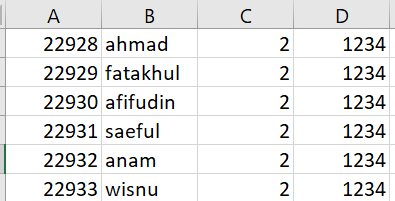 A B C D
22928 ahmad 2 1234
22929 fatakhul 2 1234
22930 afifudin 2 1234
22931 saeful 2 1234
22932 anam 2 1234
22933 wisnu 2 1234